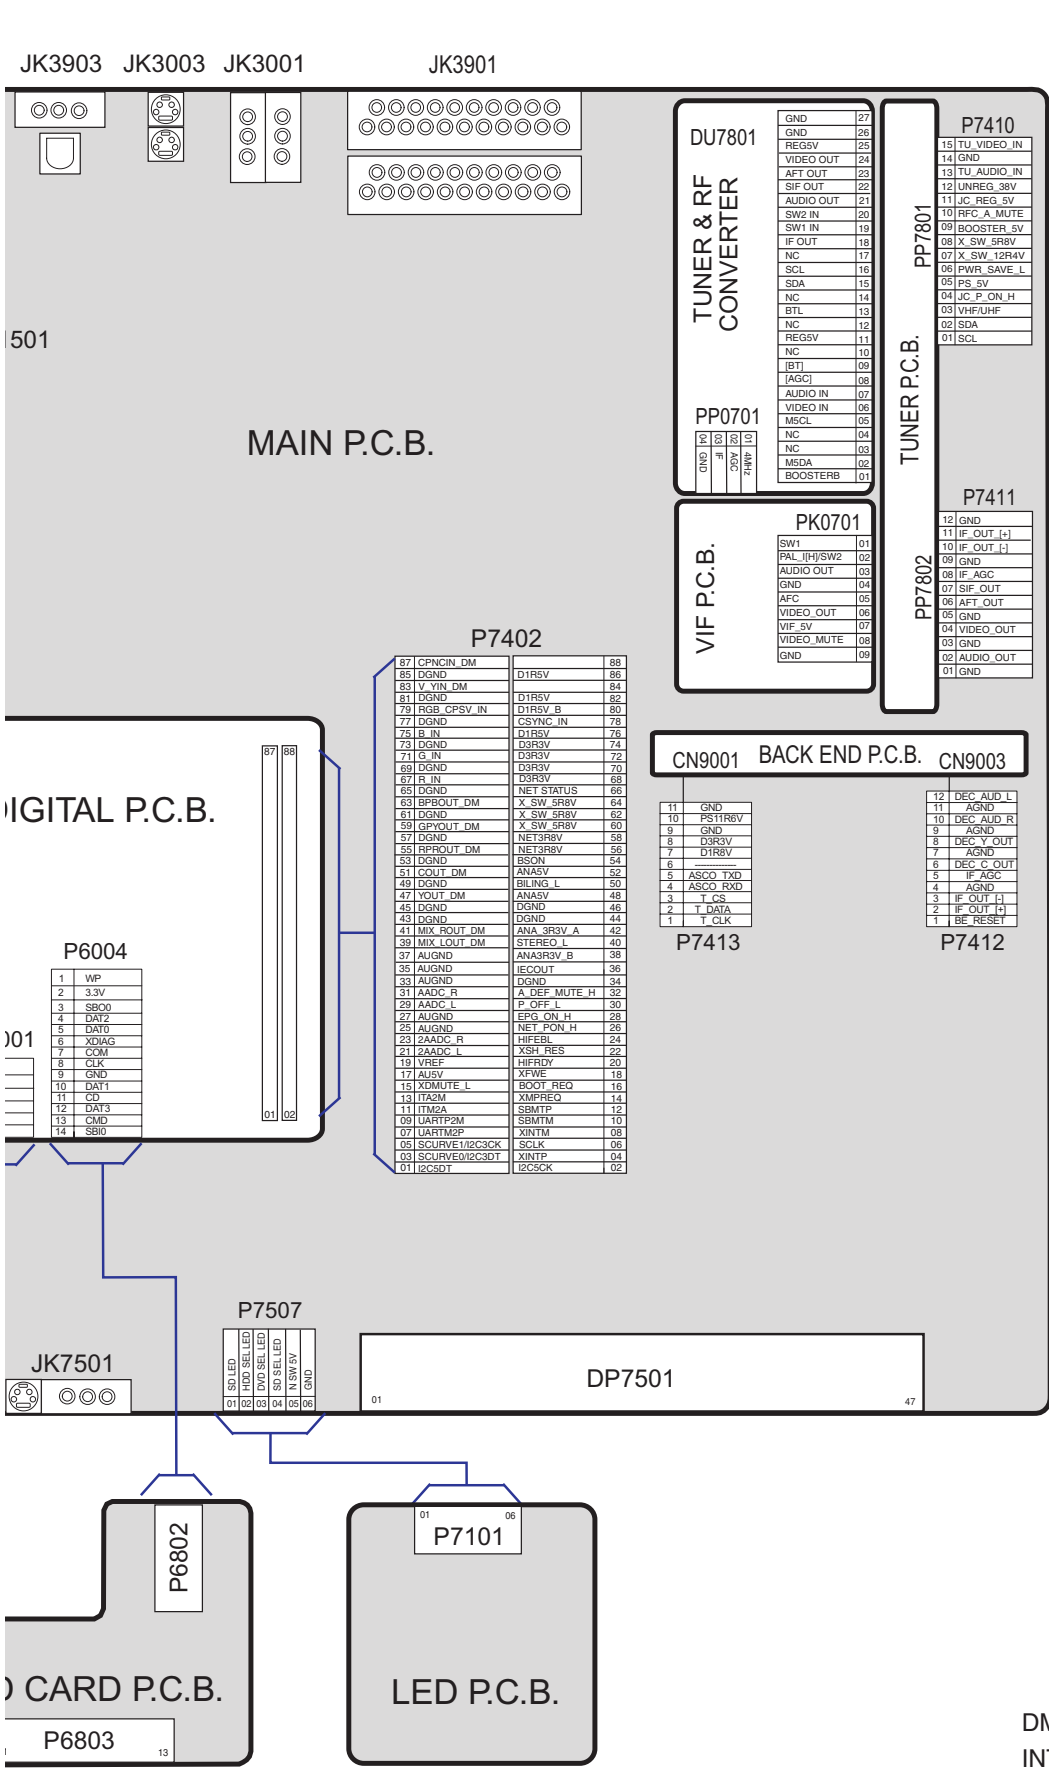 JK3903 JK3003 JK3001 JK3901
1501
MAIN P.C.B.
DU7801
TUNER & RF
CONVERTER
GND 27
GND 26
REG5V 25
VIDEO OUT 24
AFT OUT 23
SIF OUT 22
AUDIO OUT 21
SW2 IN 20
SW1 IN 19
IF OUT 18
NC 17
SCL 16
SDA 15
NC 14
BTL 13
NC 12
REG5V 11
NC 10
[BT] 09
[AGC] 08
AUDIO IN 07
VIDEO IN 06
M5CL 05
NC 04
NC 03
M5DA 02
BOOSTERB 01
PP0701
04 GND
03 IF
02 AGC
01 4MHz
VIF P.C.B.
PK0701
SW1 01
PAL_I[H]/SW2 02
AUDIO OUT 03
GND 04
AFC 05
VIDEO_OUT 06
VIF_5V 07
VIDEO_MUTE 08
GND 09
PP7801
TUNER P.C.B.
PP7802
P7410
15 TU_VIDEO_IN
14 GND
13 TU_AUDIO_IN
12 UNREG_38V
11 JC_REG_5V
10 RFC_A_MUTE
09 BOOSTER_5V
08 X_SW_5R8V
07 X_SW_12R4V
06 PWR_SAVE_L
05 PS_5V
04 JC_P_ON_H
03 VHF/UHF
02 SDA
01 SCL
P7411
12 GND
11 IF_OUT_[+]
10 IF_OUT_[-]
09 GND
08 IF_AGC
07 SIF_OUT
06 AFT_OUT
05 GND
04 VIDEO_OUT
03 GND
02 AUDIO_OUT
01 GND
P7402
87 CPNCIN_DM 88
85 DGND D1R5V 86
83 V_YIN_DM 84
81 DGND D1R5V 82
79 RGB_CPSV_IN D1R5V_B 80
77 DGND CSYNC_IN 78
75 B_IN D1R5V 76
73 DGND D3R3V 74
71 G_IN D3R3V 72
69 DGND D3R3V 70
67 R_IN D3R3V 68
65 DGND NET STATUS 66
63 BPBOUT_DM X_SW_5R8V 64
61 DGND X_SW_5R8V 62
59 GPYOUT_DM X_SW_5R8V 60
57 DGND NET3R8V 58
55 RPROUT_DM NET3R8V 56
53 DGND BSON 54
51 COUT_DM ANA5V 52
49 DGND BILING_L 50
47 YOUT_DM ANA5V 48
45 DGND DGND 46
43 DGND DGND 44
41 MIX_ROUT_DM ANA_3R3V_A 42
39 MIX_LOUT_DM STEREO_L 40
37 AUGND ANA3R3V_B 38
35 AUGND IECOUT 36
33 AUGND DGND 34
31 AADC_R A_DEF_MUTE_H 32
29 AADC_L P_OFF_L 30
27 AUGND EPG_ON_H 28
25 AUGND NET_PON_H 26
23 2AADC_R HIFEBL 24
21 2AADC_L XSH_RES 22
19 VREF HIFRDY 20
17 AU5V XFWE 18
15 XDMUTE_L BOOT_REQ 16
13 ITA2M XMPREQ 14
11 ITM2A SBMTP 12
09 UARTP2M SBMTM 10
07 UARTM2P XINTM 08
05 SCURVE1/I2C3CK SCLK 06
03 SCURVE0/I2C3DT XINTP 04
01 I2C5DT I2C5CK 02
BACK END P.C.B.
CN9001 CN9003
11 GND
10 PS11R6V
9 GND
8 D3R3V
7 D1R8V
6 --------------
5 ASCO_TXD
4 ASCO_RXD
3 T_CS
2 T_DATA
1 T_CLK
P7413
12 DEC_AUD_L
11 AGND
10 DEC_AUD_R
9 AGND
8 DEC_Y_OUT
7 AGND
6 DEC_C_OUT
5 IF_AGC
4 AGND
3 IF_OUT_[-]
2 IF_OUT_[+]
1 BE_RESET
P7412
IGITAL P.C.B.
87 88
01 02
P6004
1 WP
2 3.3V
3 SBO0
4 DAT2
5 DAT0
6 XDIAG
7 COM
8 CLK
9 GND
10 DAT1
11 CD
12 DAT3
13 CMD
14 SBI0
001
P7507
SD LED
HDD SEL LED
DVD SEL LED
SD SEL LED
N SW 5V
GND
01 02 03 04 05 06
JK7501
DP7501
01 47
P6802
CARD P.C.B.
P6803
13
01 06
P7101
LED P.C.B.
DM
INT